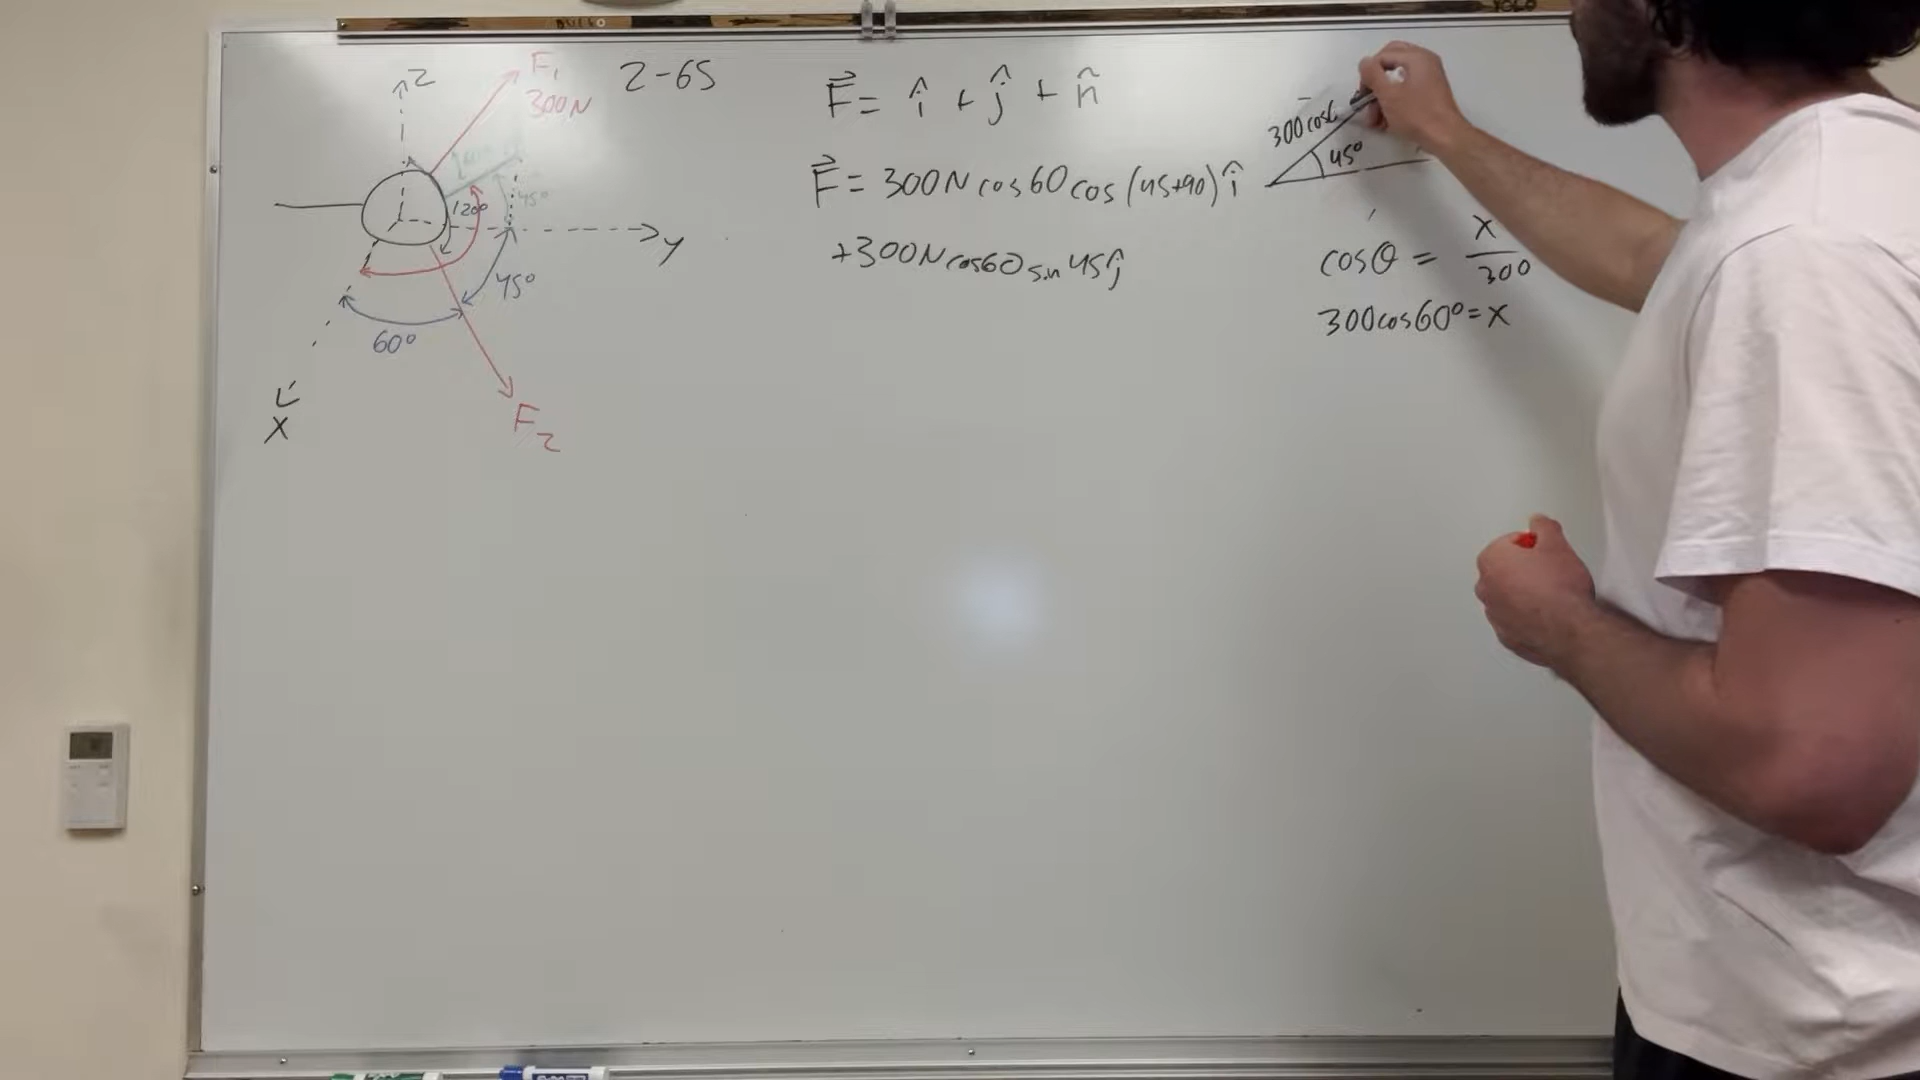 Z
F₁
300N
2-65
120°
45°
y
45°
60°
X
F₂
F⃗ = î + ĵ + n̂
F⃗ = 300N cos60 cos(45+90) î
+300N cos60 sin 45 ĵ
300cos6
45°
cosθ = x/300
300cos60° = x